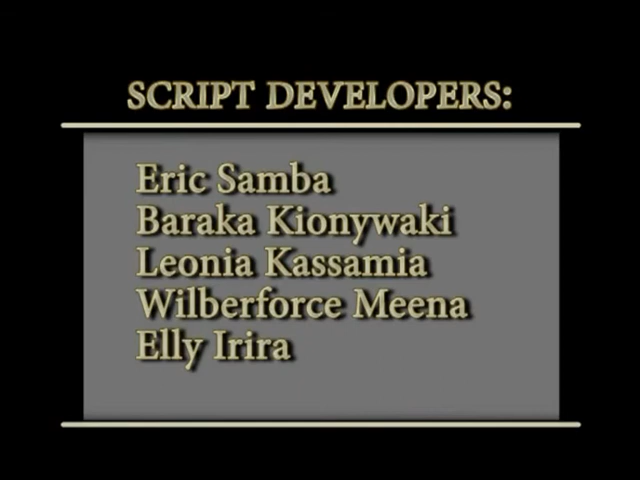 SCRIPT DEVELOPERS:
Eric Samba
Baraka Kionywaki
Leonia Kassamia
Wilberforce Meena
Elly Irira